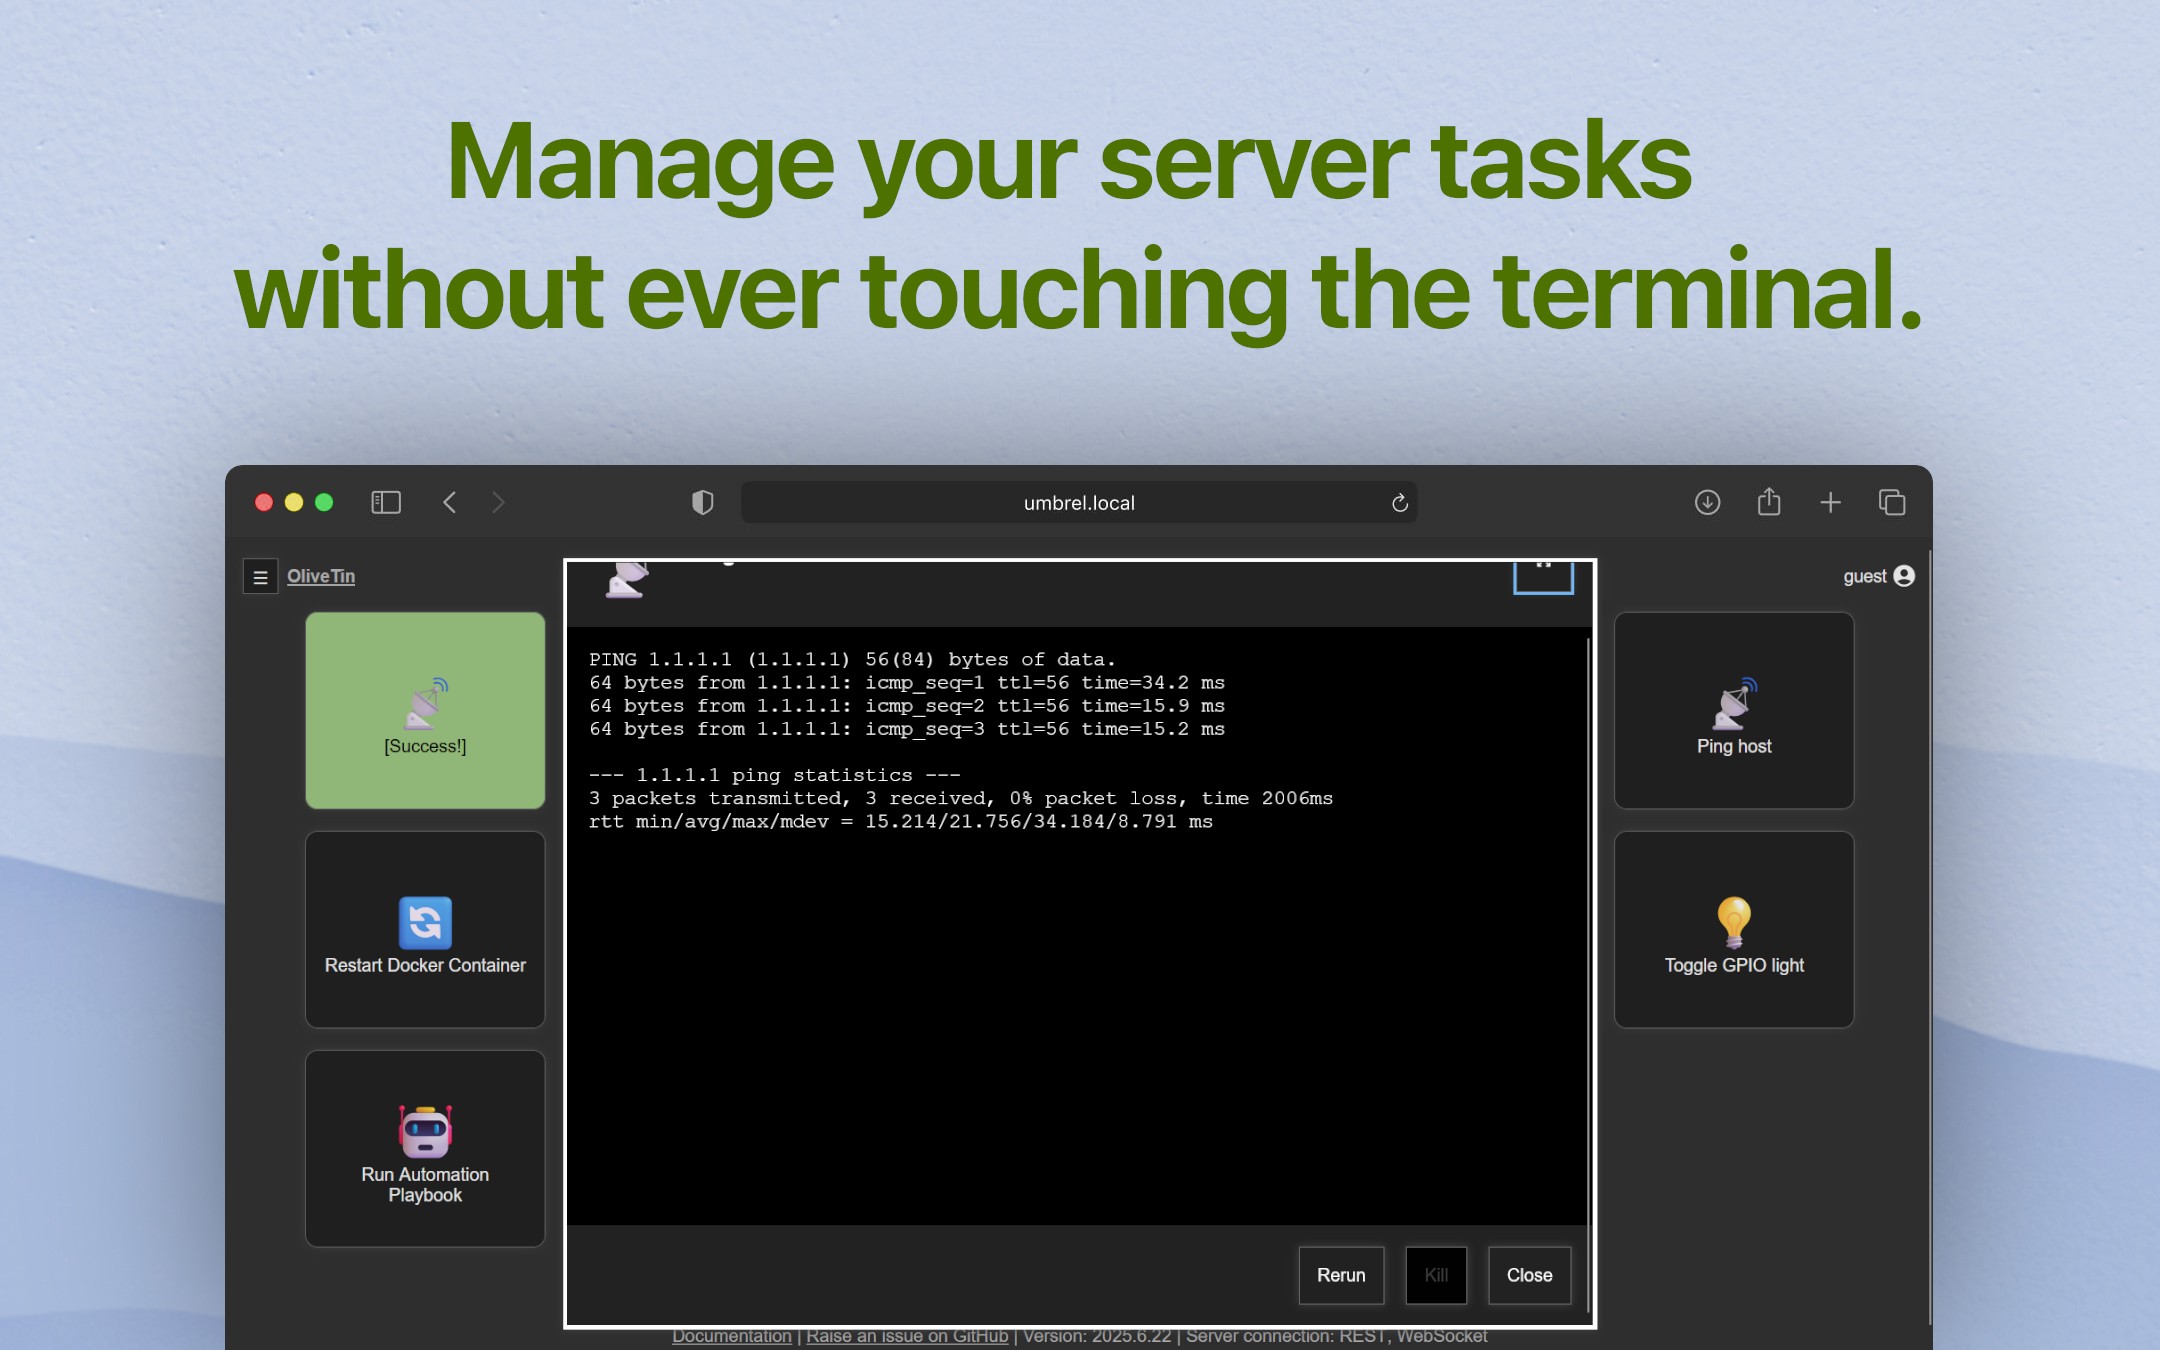 Manage your server tasks
without ever touching the terminal.
umbrel.local
OliveTin
guest
[Success!]
Restart Docker Container
Run Automation
Playbook
PING 1.1.1.1 (1.1.1.1) 56(84) bytes of data.
64 bytes from 1.1.1.1: icmp_seq=1 ttl=56 time=34.2 ms
64 bytes from 1.1.1.1: icmp_seq=2 ttl=56 time=15.9 ms
64 bytes from 1.1.1.1: icmp_seq=3 ttl=56 time=15.2 ms
--- 1.1.1.1 ping statistics ---
3 packets transmitted, 3 received, 0% packet loss, time 2006ms
rtt min/avg/max/mdev = 15.214/21.756/34.184/8.791 ms
Rerun
Kill
Close
Ping host
Toggle GPIO light
Documentation | Raise an issue on GitHub | Version: 2025.6.22 | Server connection: REST, WebSocket